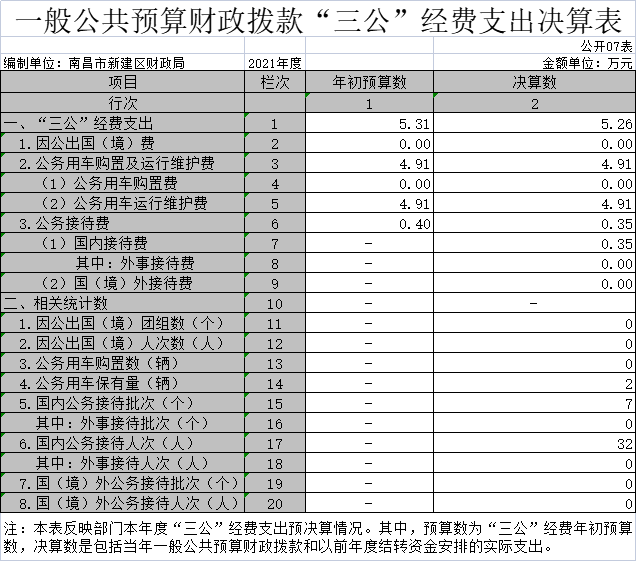 一般公共预算财政拨款“三公”经费支出决算表
公开07表
编制单位：南昌市新建区财政局 2021年度 金额单位：万元
项目 栏次 年初预算数 决算数
行次 1 2
一、“三公”经费支出 1 5.31 5.26
1.因公出国（境）费 2 0.00 0.00
2.公务用车购置及运行维护费 3 4.91 4.91
（1）公务用车购置费 4 0.00 0.00
（2）公务用车运行维护费 5 4.91 4.91
3.公务接待费 6 0.40 0.35
（1）国内接待费 7 - 0.35
其中：外事接待费 8 - 0.00
（2）国（境）外接待费 9 - 0.00
二、相关统计数 10 - -
1.因公出国（境）团组数（个） 11 - 0
2.因公出国（境）人次数（人） 12 - 0
3.公务用车购置数（辆） 13 - 0
4.公务用车保有量（辆） 14 - 2
5.国内公务接待批次（个） 15 - 7
其中：外事接待批次（个） 16 - 0
6.国内公务接待人次（人） 17 - 32
其中：外事接待人次（人） 18 - 0
7.国（境）外公务接待批次（个） 19 - 0
8.国（境）外公务接待人次（人） 20 - 0
注：本表反映部门本年度“三公”经费支出预决算情况。其中，预算数为“三公”经费年初预算
数，决算数是包括当年一般公共预算财政拨款和以前年度结转资金安排的实际支出。